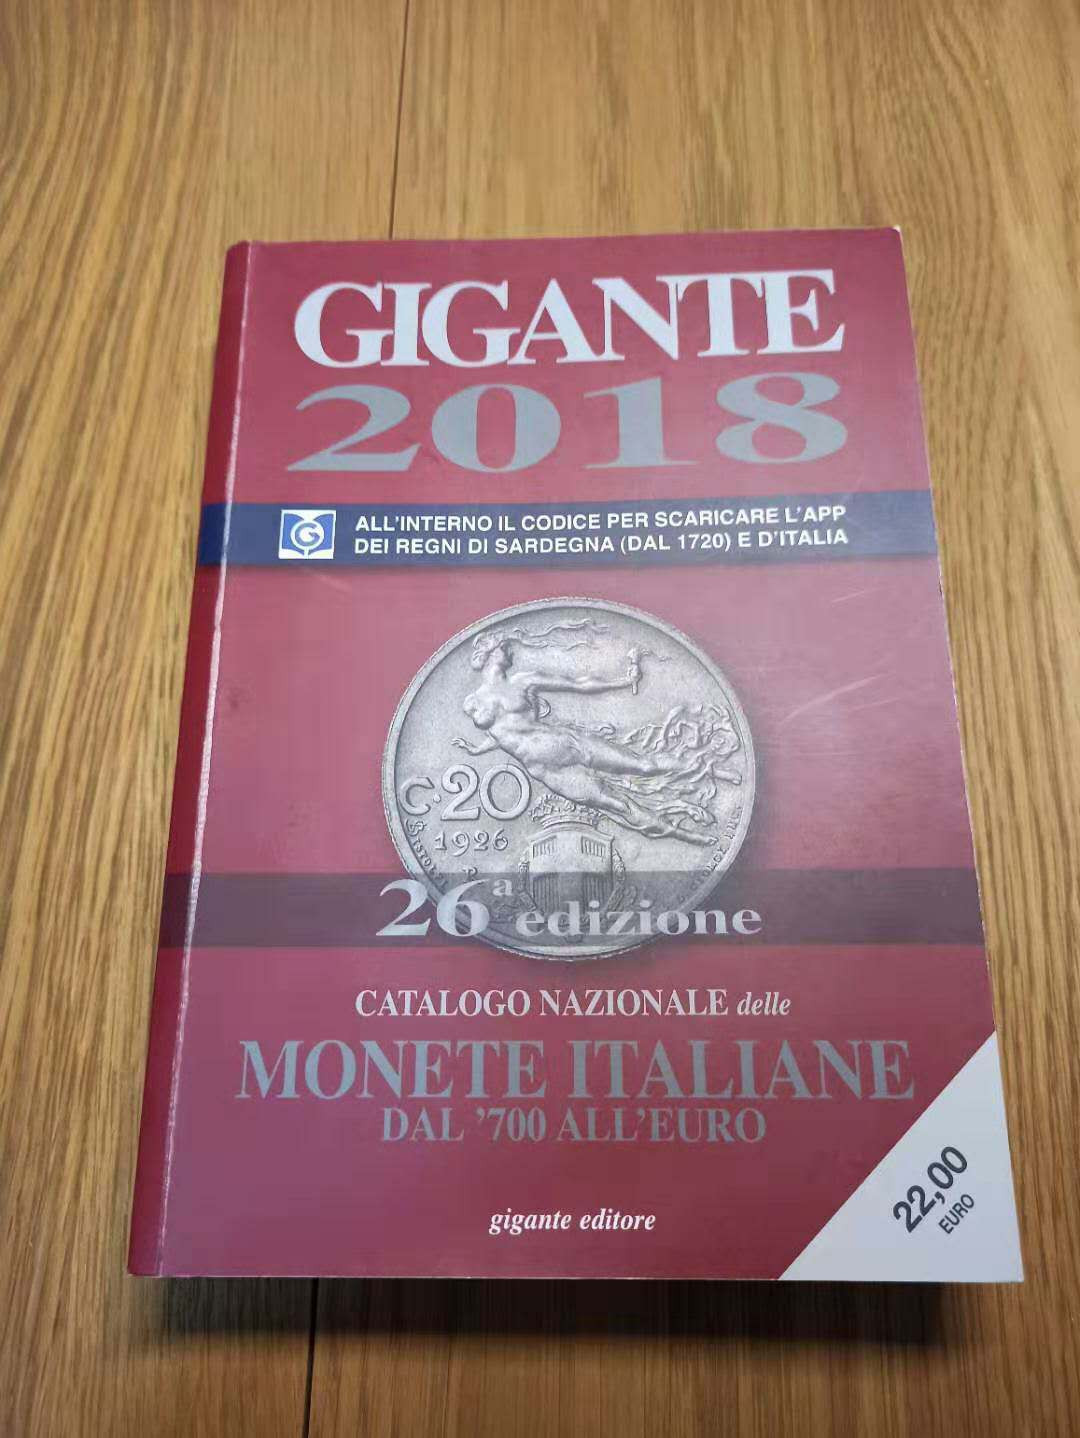 GIGANTE
2018
G
ALL'INTERNO IL CODICE PER SCARICARE L'APP
DEI REGNI DI SARDEGNA (DAL 1720) E D'ITALIA
C·20
1926
26ª edizione
CATALOGO NAZIONALE delle
MONETE ITALIANE
DAL '700 ALL'EURO
gigante editore
22,00
EURO